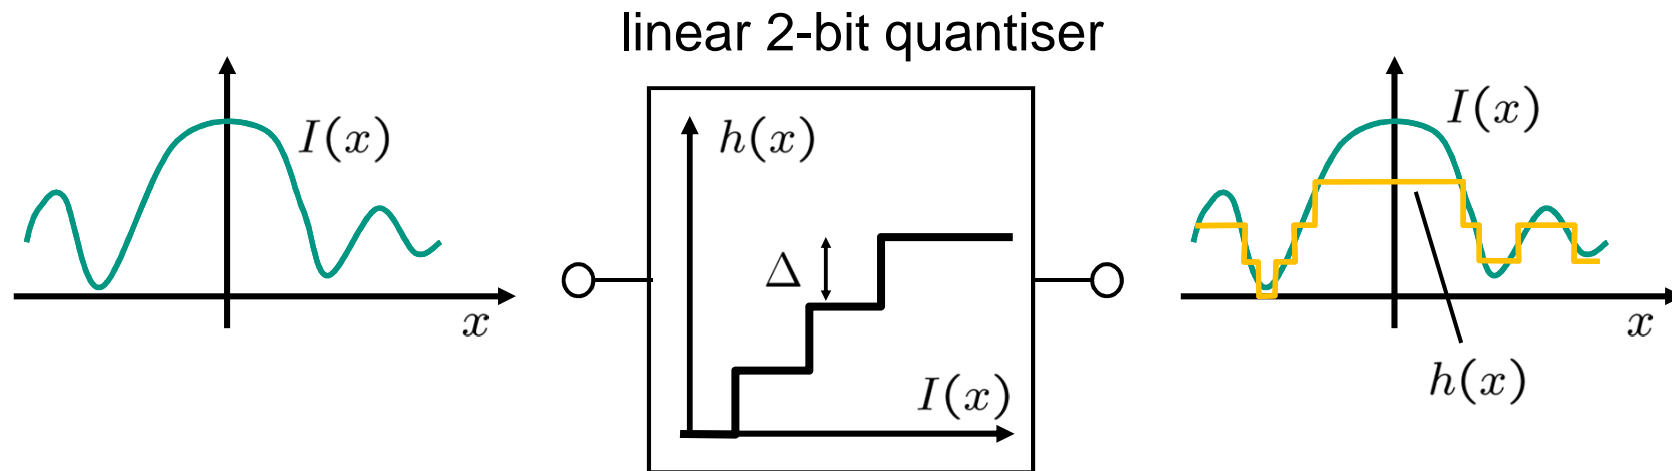 linear 2-bit quantiser
I(x)
x
h(x)
Δ
I(x)
I(x)
x
h(x)